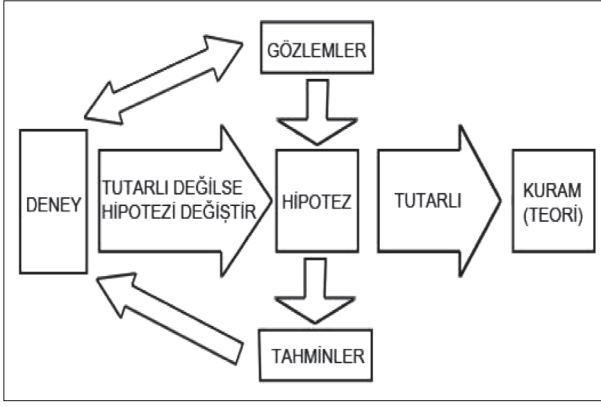 GÖZLEMLER
DENEY
TUTARLI DEĞİLSE
HİPOTEZİ DEĞİŞTİR
HİPOTEZ
TUTARLI
KURAM
(TEORİ)
TAHMİNLER